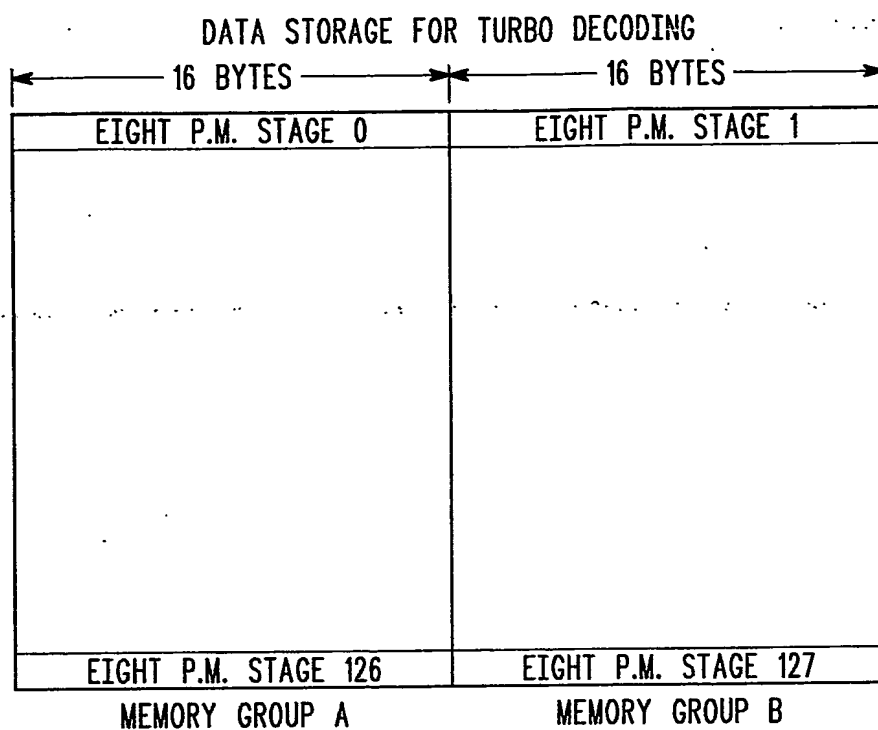 DATA STORAGE FOR TURBO DECODING
16 BYTES 16 BYTES
EIGHT P.M. STAGE 0 EIGHT P.M. STAGE 1
EIGHT P.M. STAGE 126 EIGHT P.M. STAGE 127
MEMORY GROUP A MEMORY GROUP B